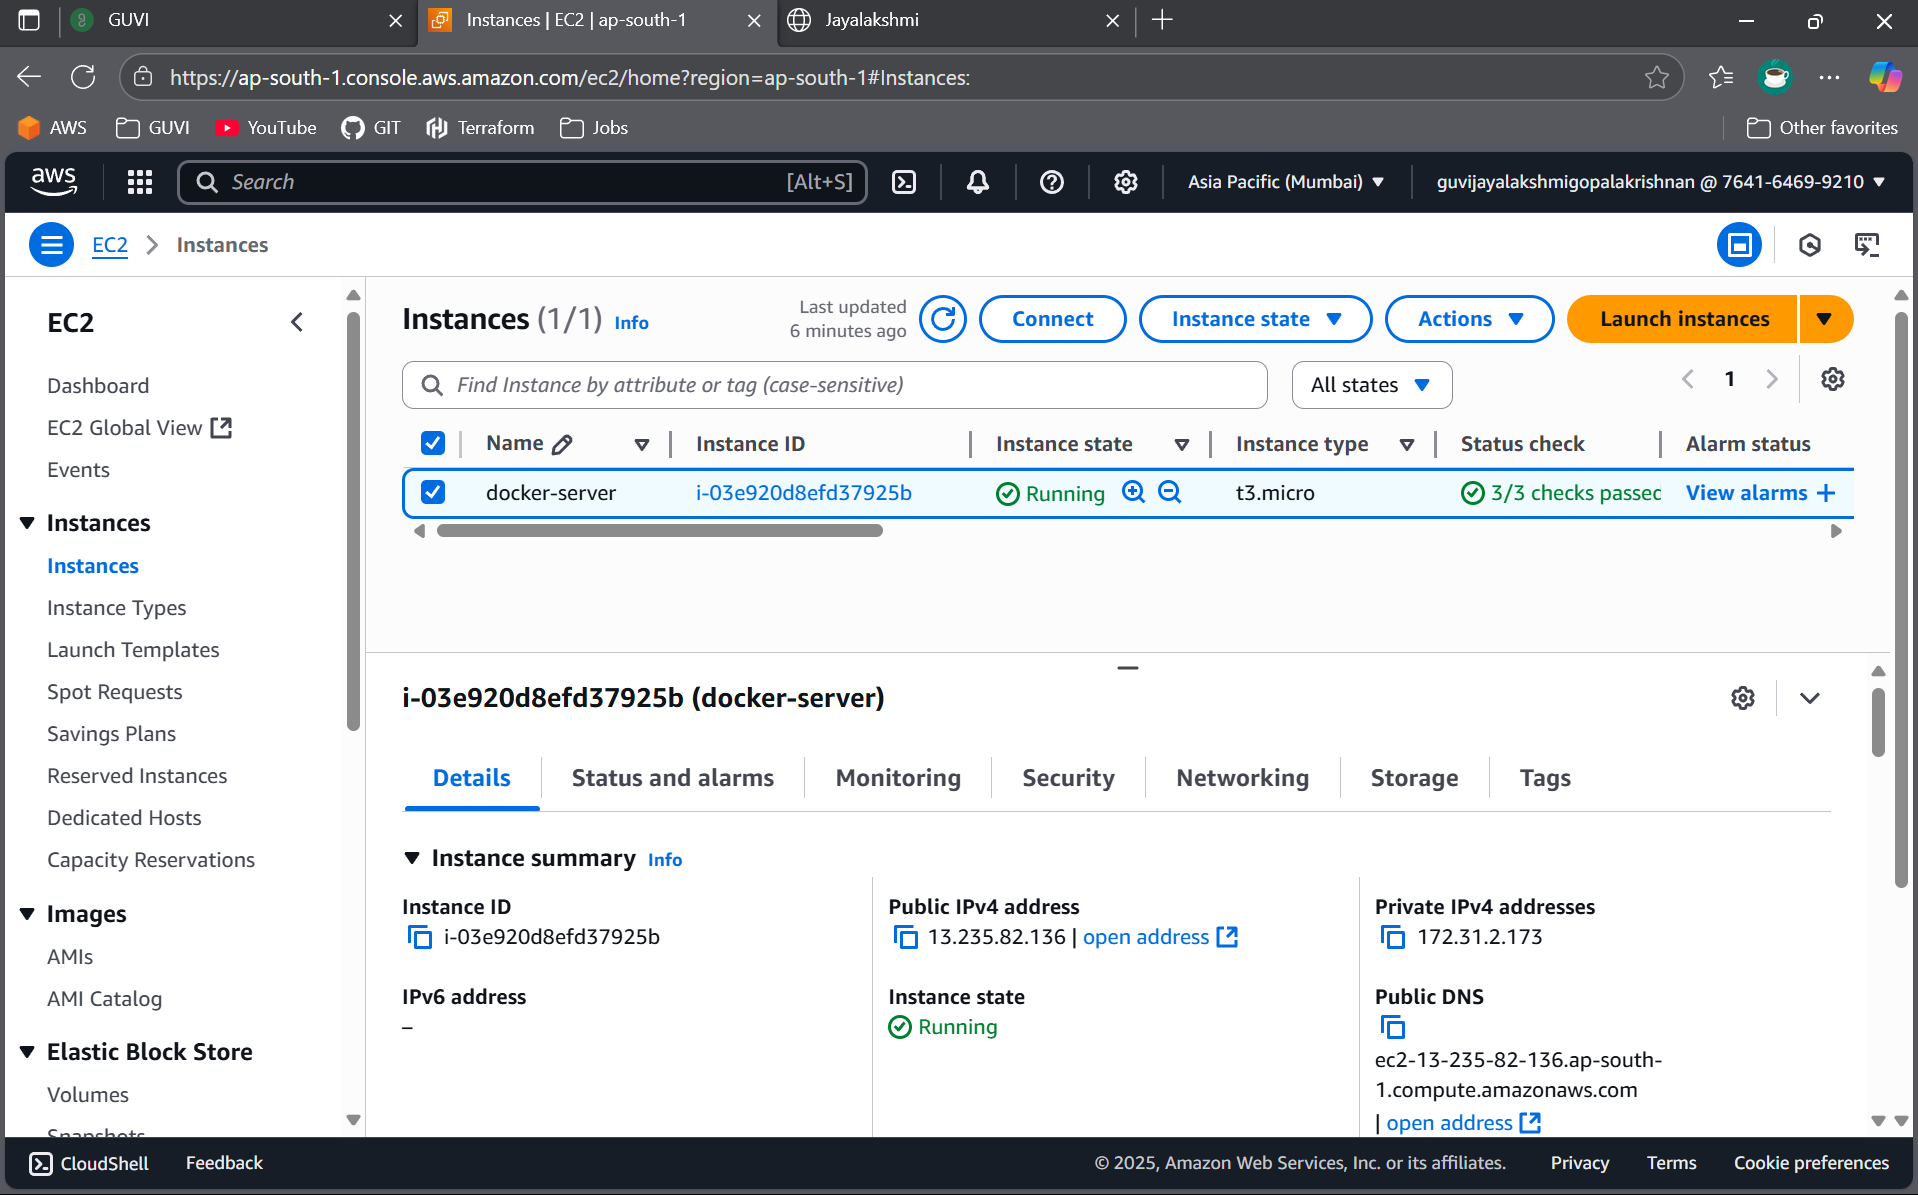 GUVI
Instances | EC2 | ap-south-1
Jayalakshmi
https://ap-south-1.console.aws.amazon.com/ec2/home?region=ap-south-1#Instances:
AWS
GUVI
YouTube
GIT
Terraform
Jobs
Other favorites
aws
Search
[Alt+S]
Asia Pacific (Mumbai)
guvijayalakshmigopalakrishnan @ 7641-6469-9210
EC2
Instances
EC2
Dashboard
EC2 Global View
Events
Instances
Instances
Instance Types
Launch Templates
Spot Requests
Savings Plans
Reserved Instances
Dedicated Hosts
Capacity Reservations
Images
AMIs
AMI Catalog
Elastic Block Store
Volumes
Snapshots
Instances (1/1) Info
Last updated
6 minutes ago
Connect
Instance state
Actions
Launch instances
Find Instance by attribute or tag (case-sensitive)
All states
1
Name
Instance ID
Instance state
Instance type
Status check
Alarm status
docker-server
i-03e920d8efd37925b
Running
t3.micro
3/3 checks passed
View alarms +
i-03e920d8efd37925b (docker-server)
Details
Status and alarms
Monitoring
Security
Networking
Storage
Tags
Instance summary Info
Instance ID
i-03e920d8efd37925b
Public IPv4 address
13.235.82.136 | open address
Private IPv4 addresses
172.31.2.173
IPv6 address
–
Instance state
Running
Public DNS
ec2-13-235-82-136.ap-south-
1.compute.amazonaws.com
| open address
CloudShell
Feedback
© 2025, Amazon Web Services, Inc. or its affiliates.
Privacy
Terms
Cookie preferences